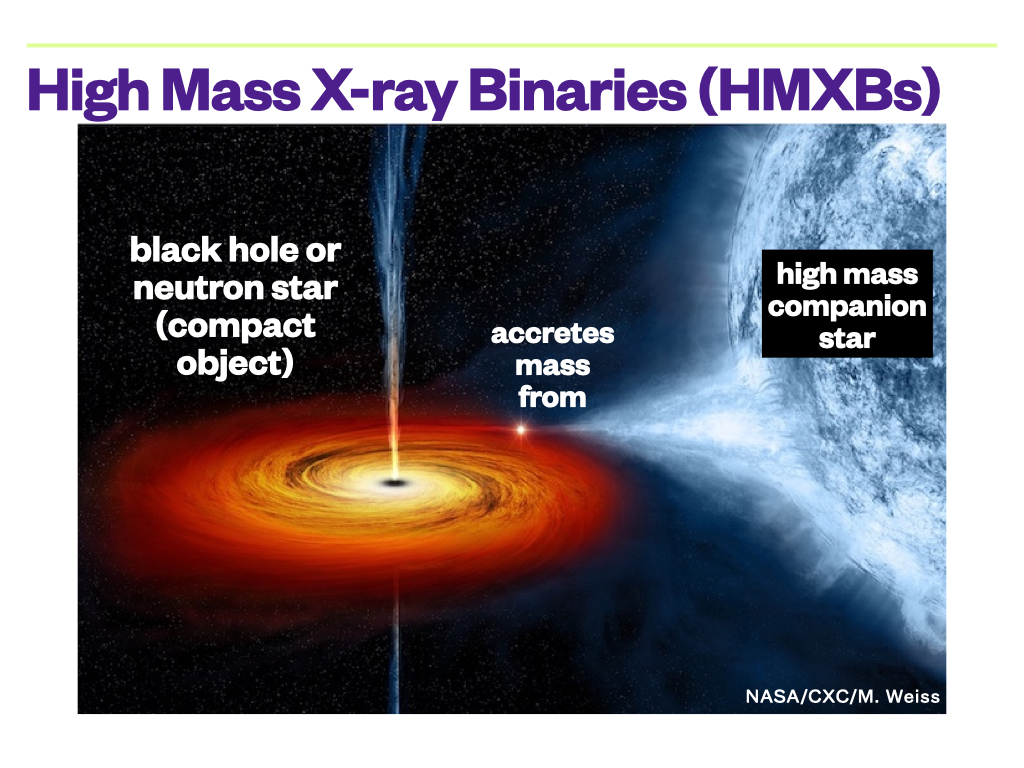 High Mass X-ray Binaries (HMXBs)
black hole or
neutron star
(compact
object)
accretes
mass
from
high mass
companion
star
NASA/CXC/M. Weiss